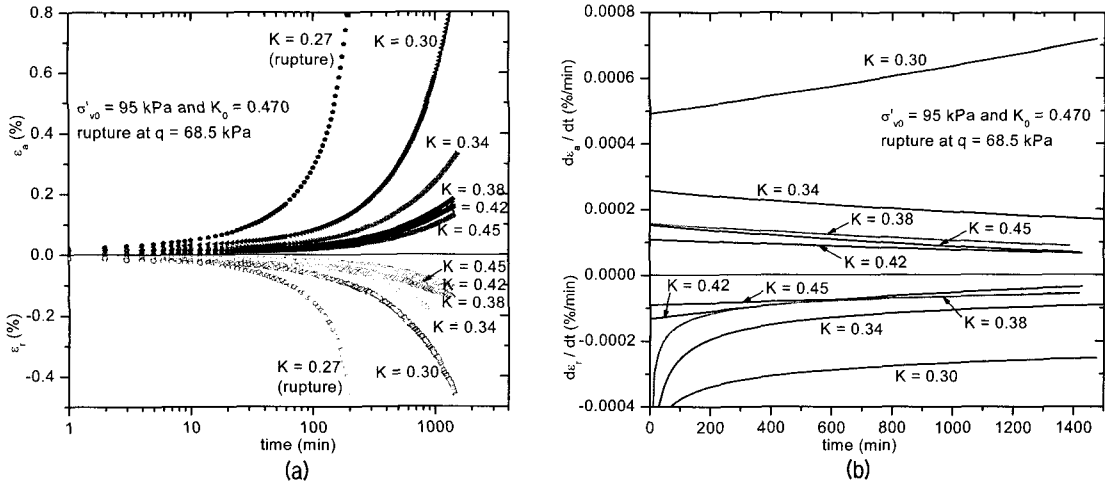 0.8
0.6
0.4
0.2
0.0
-0.2
-0.4
εa (%)
εr (%)
K = 0.27
(rupture)
K = 0.30
σ'v0 = 95 kPa and K0 = 0.470
rupture at q = 68.5 kPa
K = 0.34
K = 0.38
= 0.42
K = 0.45
K = 0.45
K = 0.42
K = 0.38
K = 0.34
K = 0.27
(rupture)
K = 0.30
1 10 100 1000
time (min)
(a)
0.0008
0.0006
0.0004
0.0002
0.0000
-0.0002
-0.0004
dεa / dt (%/min)
dεr / dt (%/min)
K = 0.30
σ'v0 = 95 kPa and K0 = 0.470
rupture at q = 68.5 kPa
K = 0.34
K = 0.38
K = 0.45
K = 0.42
K = 0.42
K = 0.45
K = 0.34
K = 0.38
K = 0.30
0 200 400 600 800 1000 1200 1400
time (min)
(b)